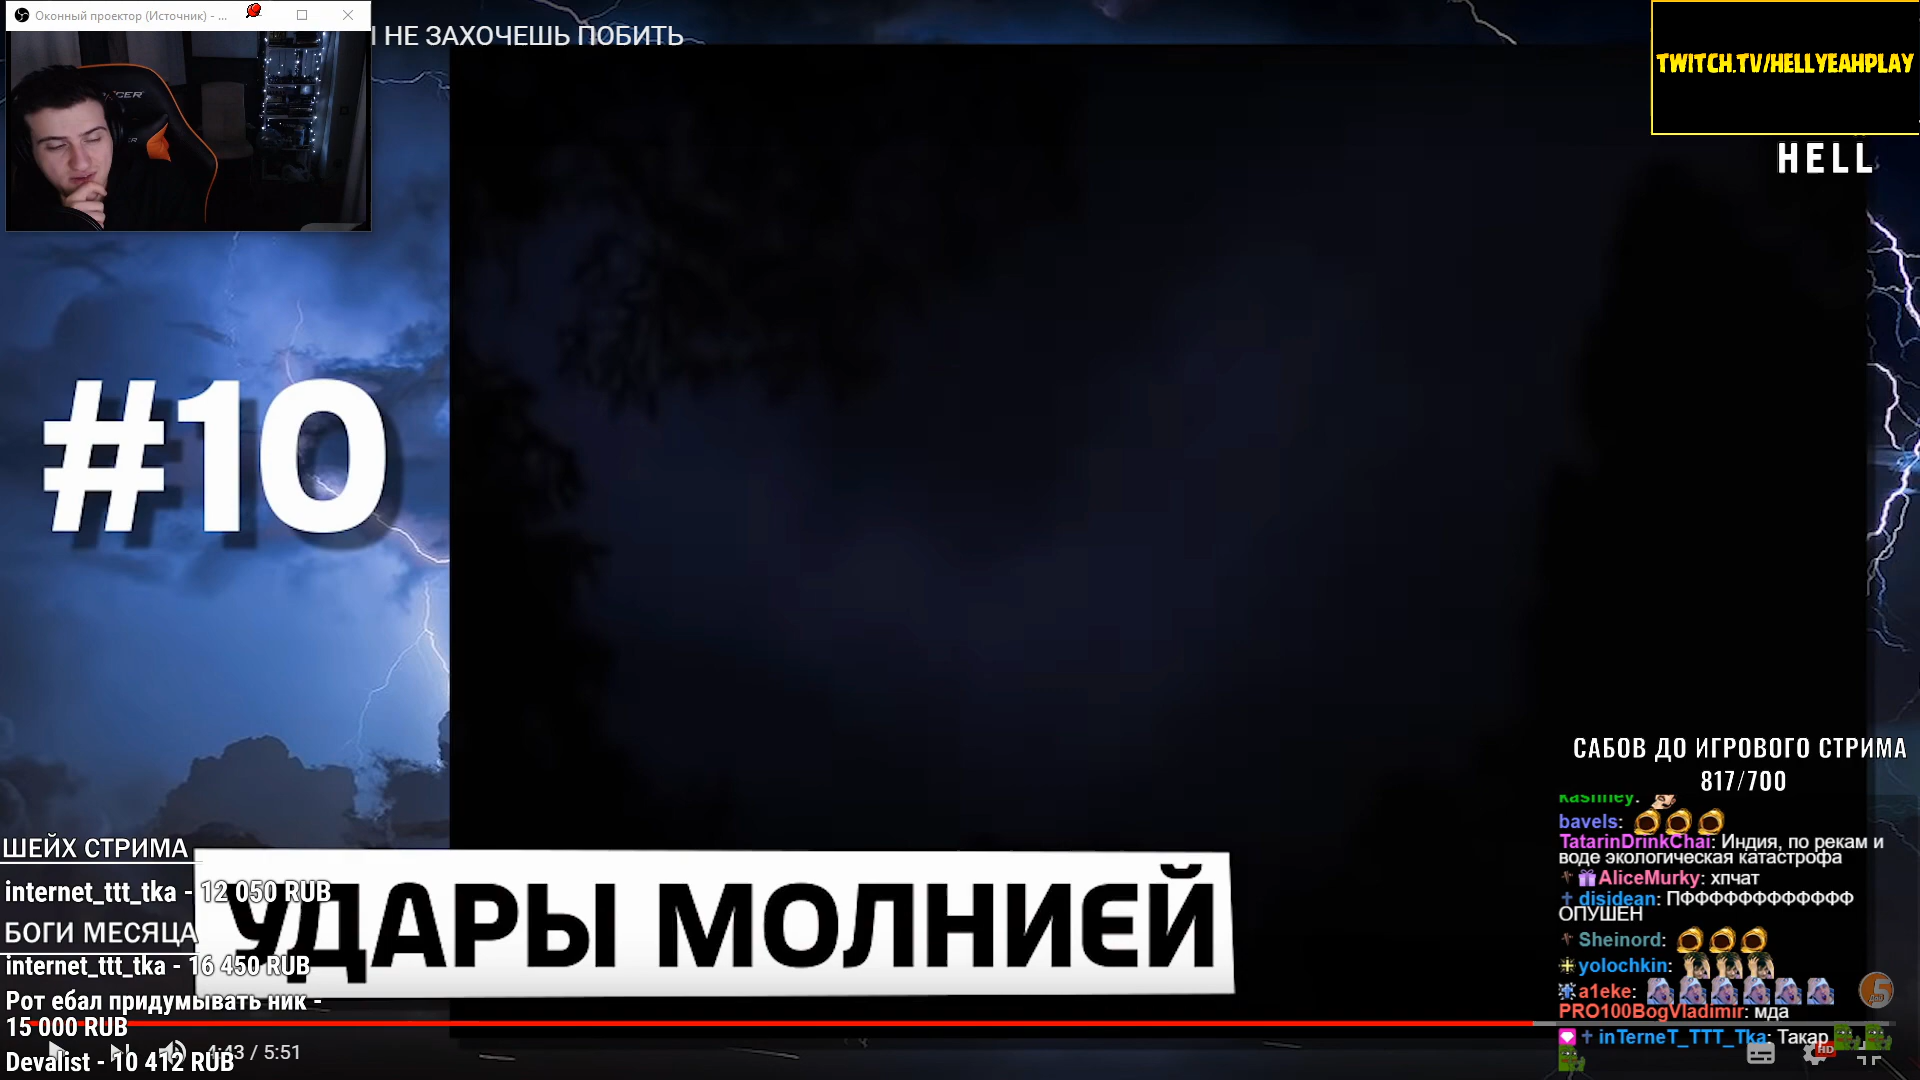 Оконный проектор (Источник) - ...
НЕ ЗАХОЧЕШЬ ПОБИТЬ
TWITCH.TV/HELLYEAHPLAY
HELL
#10
САБОВ ДО ИГРОВОГО СТРИМА
817/700
kashney:
bavels:
TatarinDrinkChai: Индия, по рекам и
воде экологическая катастрофа
AliceMurky: хпчат
disidean: ПФфффффффффффф
ОПУШЕН
Sheinord:
yolochkin:
a1eke:
PRO100BogVladimir: мда
inTerneT_TTT_Tka: Такар
HD
ШЕЙХ СТРИМА
internet_ttt_tka - 12 050 RUB
УДАРЫ МОЛНИЕЙ
БОГИ МЕСЯЦА
internet_ttt_tka - 16 450 RUB
Рот ебал придумывать ник -
15 000 RUB
4:43 / 5:51
Devalist - 10 412 RUB